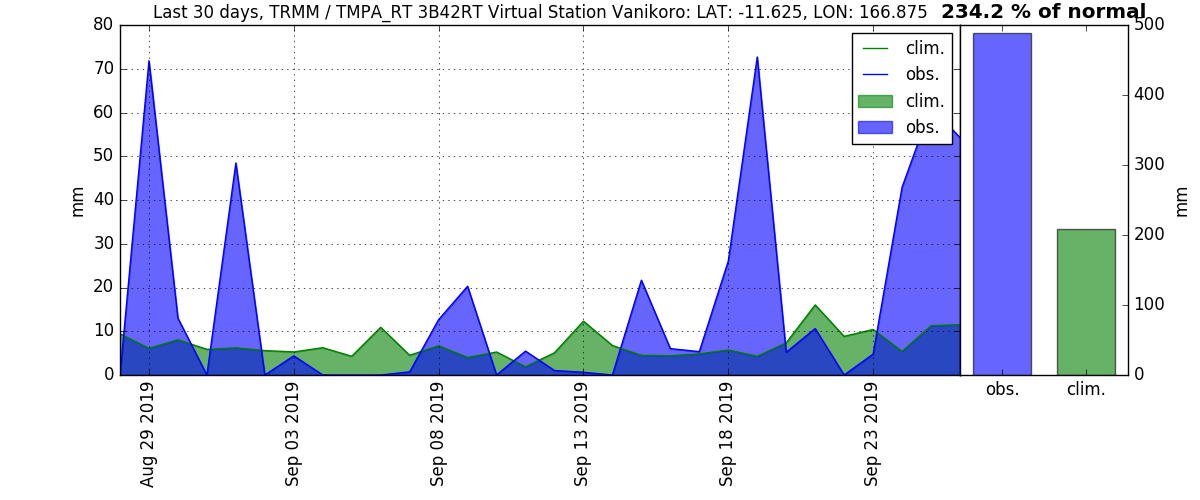 Last 30 days, TRMM / TMPA_RT 3B42RT Virtual Station Vanikoro: LAT: -11.625, LON: 166.875 234.2 % of normal
80
70
60
50
40
30
20
10
0
mm
clim.
obs.
clim.
obs.
Aug 29 2019
Sep 03 2019
Sep 08 2019
Sep 13 2019
Sep 18 2019
Sep 23 2019
500
400
300
200
100
0
mm
obs.
clim.